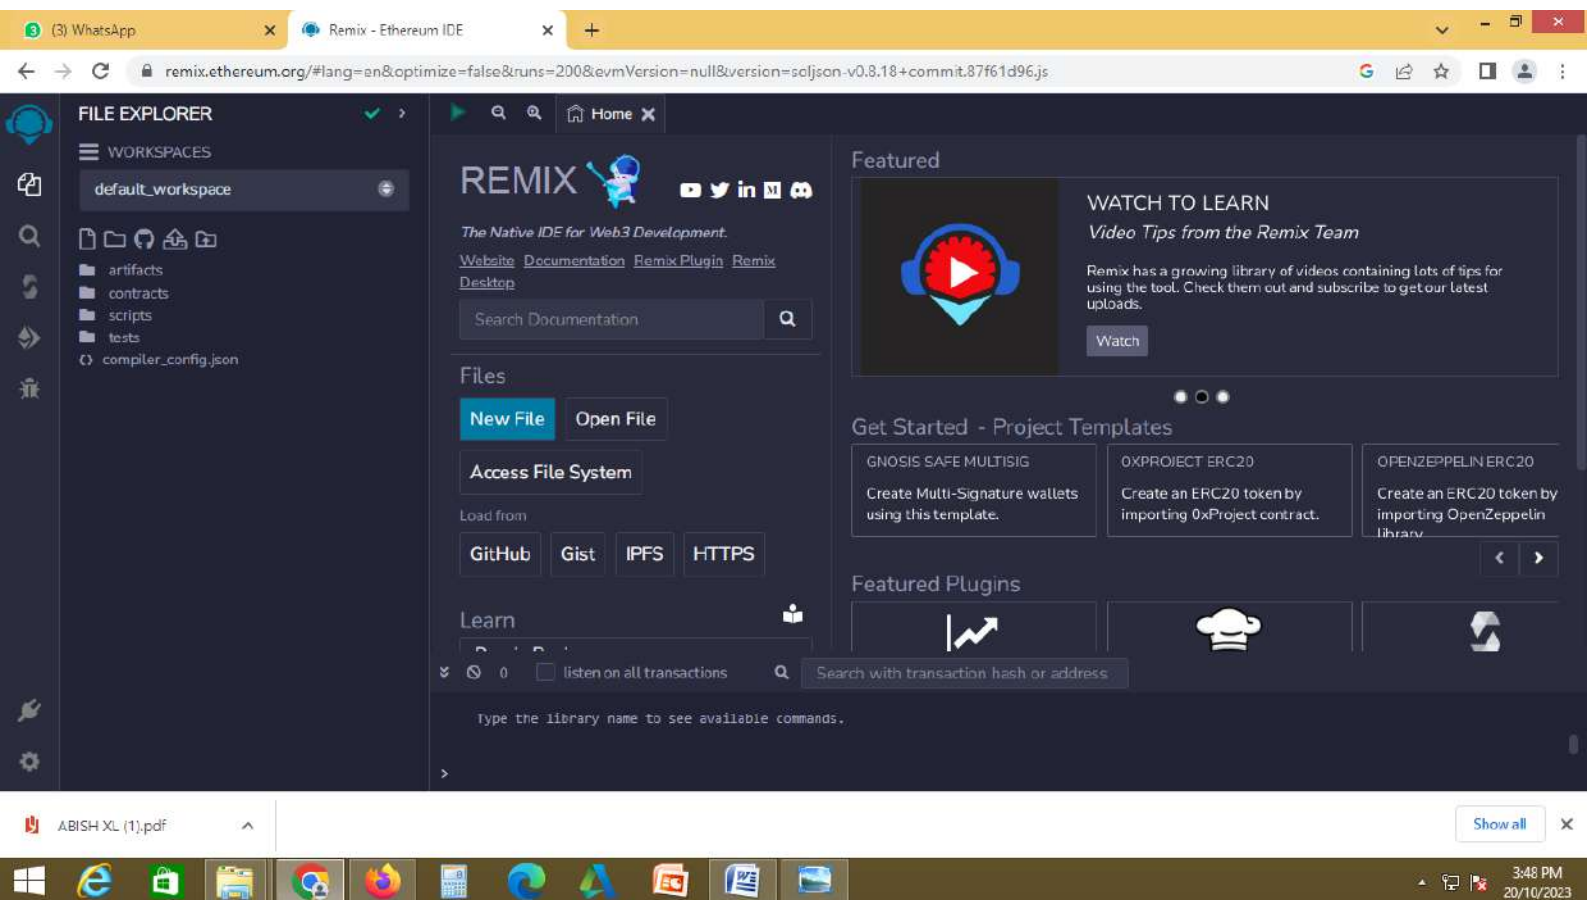 (3) WhatsApp
Remix - Ethereum IDE
remix.ethereum.org/#lang=en&optimize=false&runs=200&evmVersion=null&version=soljson-v0.8.18+commit.87f61d96.js
FILE EXPLORER
WORKSPACES
default_workspace
artifacts
contracts
scripts
tests
compiler_config.json
Home
REMIX
The Native IDE for Web3 Development.
Website Documentation Remix Plugin Remix
Desktop
Search Documentation
Files
New File Open File
Access File System
Load from
GitHub Gist IPFS HTTPS
Learn
Featured
WATCH TO LEARN
Video Tips from the Remix Team
Remix has a growing library of videos containing lots of tips for
using the tool. Check them out and subscribe to get our latest
uploads.
Watch
Get Started - Project Templates
GNOSIS SAFE MULTISIG
Create Multi-Signature wallets
using this template.
0XPROJECT ERC20
Create an ERC20 token by
importing 0xProject contract.
OPENZEPPELIN ERC20
Create an ERC20 token by
importing OpenZeppelin
library
Featured Plugins
0 listen on all transactions Search with transaction hash or address
Type the library name to see available commands.
>
ABISH XL (1).pdf
Show all
3:48 PM
20/10/2023